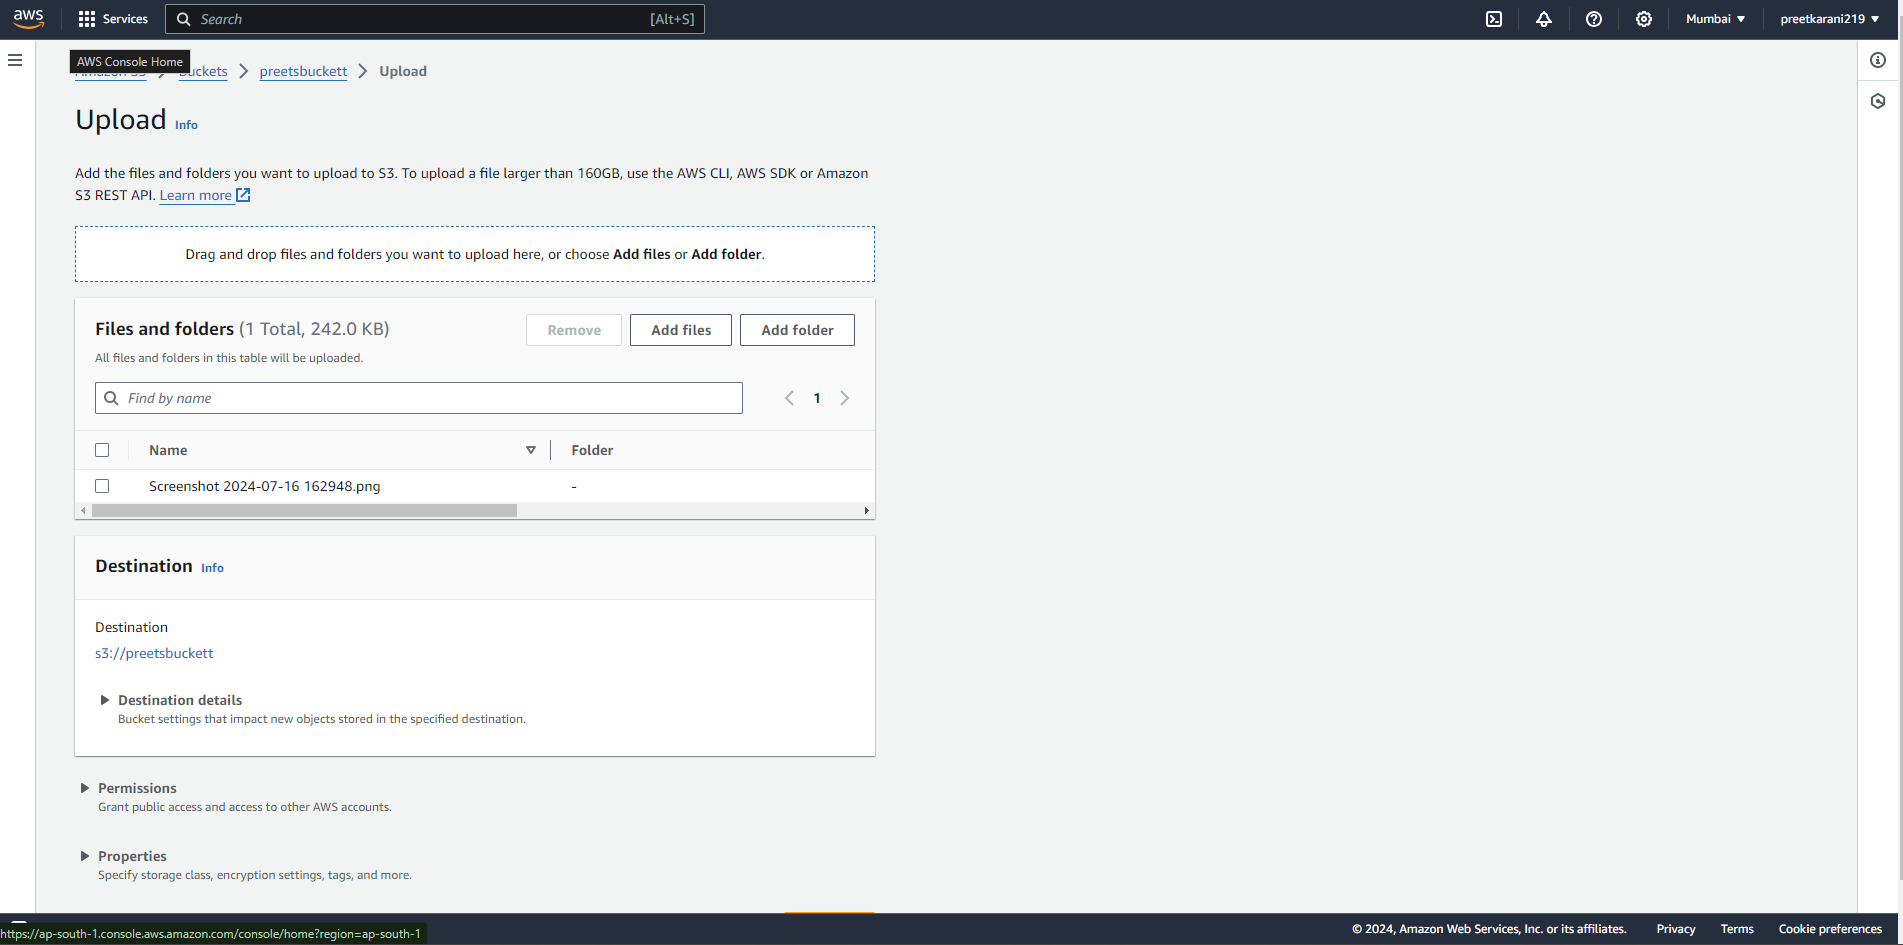 aws
Services
Search
[Alt+S]
Mumbai
preetkarani219
AWS Console Home
Amazon S3
Buckets
preetsbuckett
Upload
Upload Info
Add the files and folders you want to upload to S3. To upload a file larger than 160GB, use the AWS CLI, AWS SDK or Amazon
S3 REST API. Learn more
Drag and drop files and folders you want to upload here, or choose Add files or Add folder.
Files and folders (1 Total, 242.0 KB)
Remove
Add files
Add folder
All files and folders in this table will be uploaded.
Find by name
1
Name
Folder
Screenshot 2024-07-16 162948.png
-
Destination Info
Destination
s3://preetsbuckett
Destination details
Bucket settings that impact new objects stored in the specified destination.
Permissions
Grant public access and access to other AWS accounts.
Properties
Specify storage class, encryption settings, tags, and more.
https://ap-south-1.console.aws.amazon.com/console/home?region=ap-south-1
© 2024, Amazon Web Services, Inc. or its affiliates.
Privacy
Terms
Cookie preferences